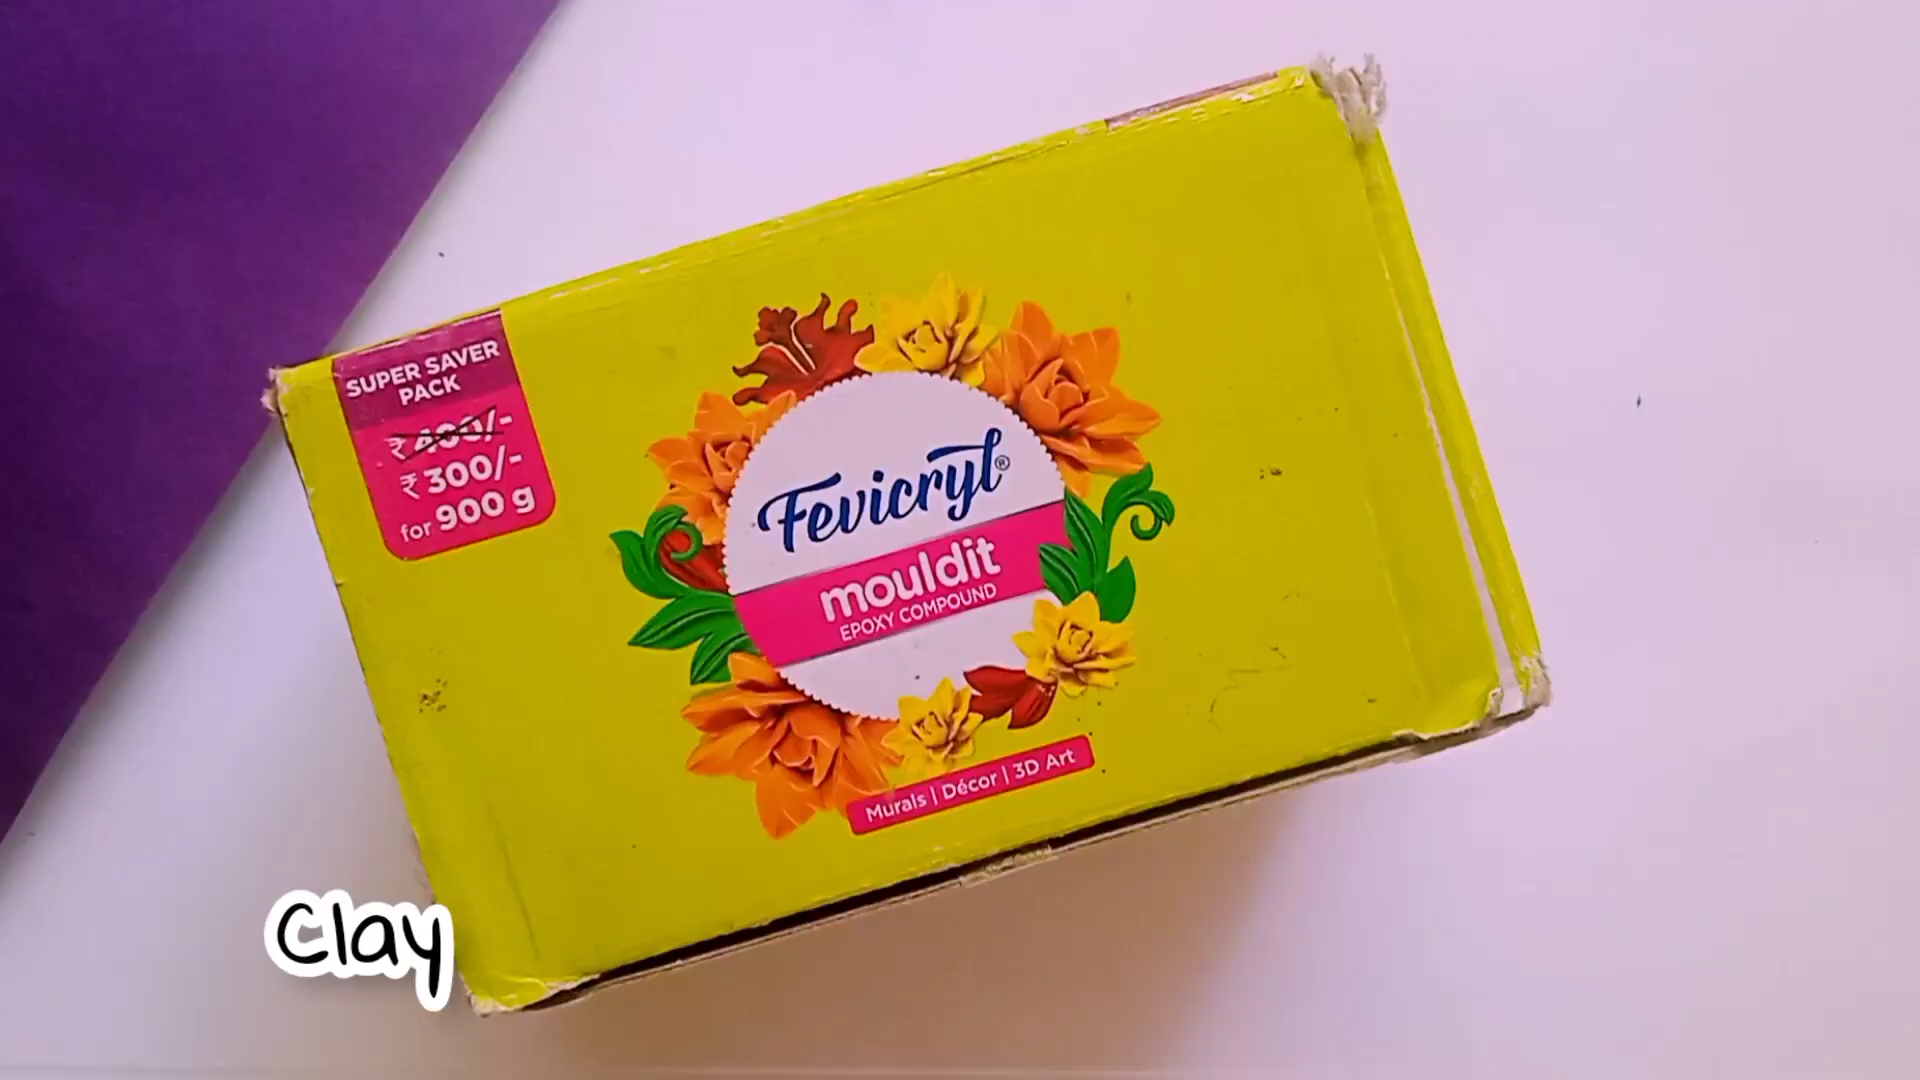 SUPER SAVER
PACK
₹ 400/-
₹ 300/-
for 900 g
Fevicryl®
mouldit
EPOXY COMPOUND
Murals | Décor | 3D Art
Clay